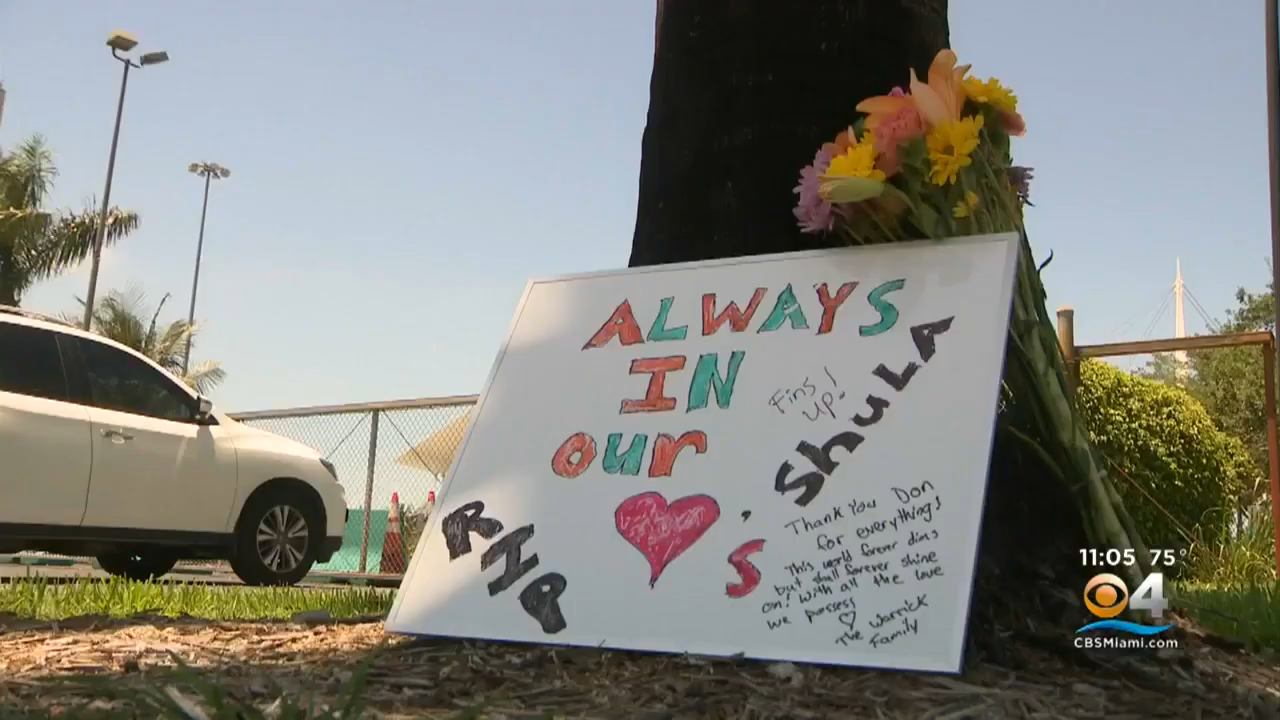 ALWAYS
IN
our
's
RIP
Shula
Fins
up!
Thank You Don
for everything!
This world forever dims
but shall forever shine
on! With all the love
we possess
The Warrick
Family
11:05 75°
4
CBSMiami.com